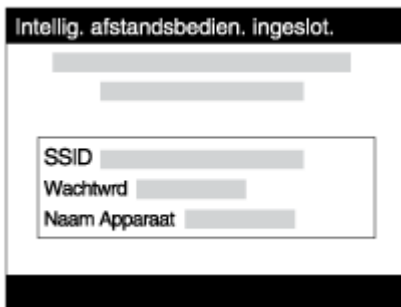 Intellig. afstandsbedien. ingeslot.
SSID
Wachtwrd
Naam Apparaat